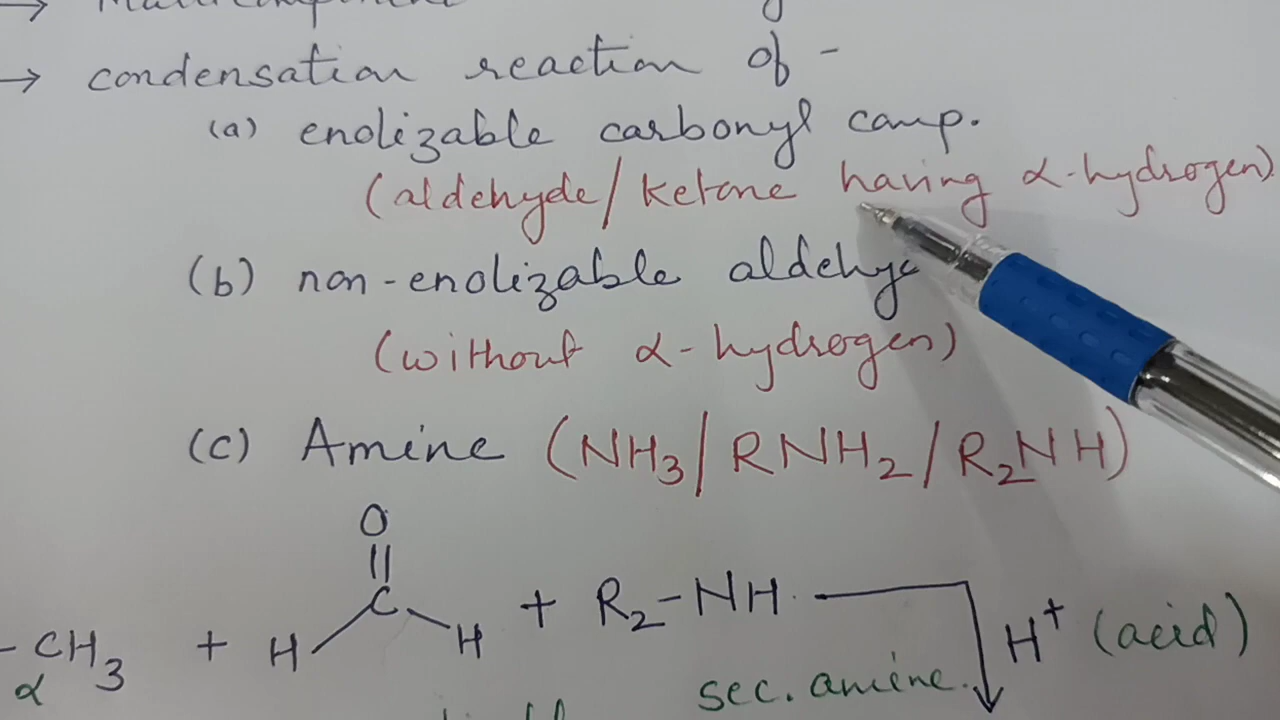 → Multicomponent
→ condensation reaction of -
(a) enolizable carbonyl comp.
(aldehyde/ketone having α-hydrogen)
(b) non-enolizable
(without α-hydrogen)
(c) Amine (NH₃/RNH₂/R₂NH)
O
||
C
- CH₃ + H H + R₂-NH
α
H⁺ (acid)
sec. amine